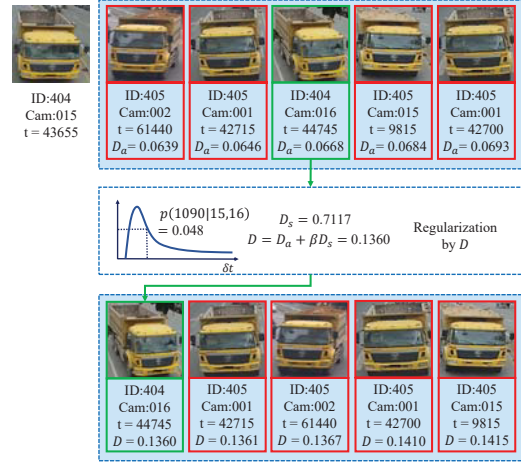 ID:404
Cam:015
t = 43655
ID:405
Cam:002
t = 61440
Dₐ = 0.0639
ID:405
Cam:001
t = 42715
Dₐ = 0.0646
ID:404
Cam:016
t = 44745
Dₐ = 0.0668
ID:405
Cam:015
t = 9815
Dₐ = 0.0684
ID:405
Cam:001
t = 42700
Dₐ = 0.0693
p(1090|15,16)
= 0.048
δt
Dₛ = 0.7117
D = Dₐ + βDₛ = 0.1360
Regularization
by D
ID:404
Cam:016
t = 44745
D = 0.1360
ID:405
Cam:001
t = 42715
D = 0.1361
ID:405
Cam:002
t = 61440
D = 0.1367
ID:405
Cam:001
t = 42700
D = 0.1410
ID:405
Cam:015
t = 9815
D = 0.1415